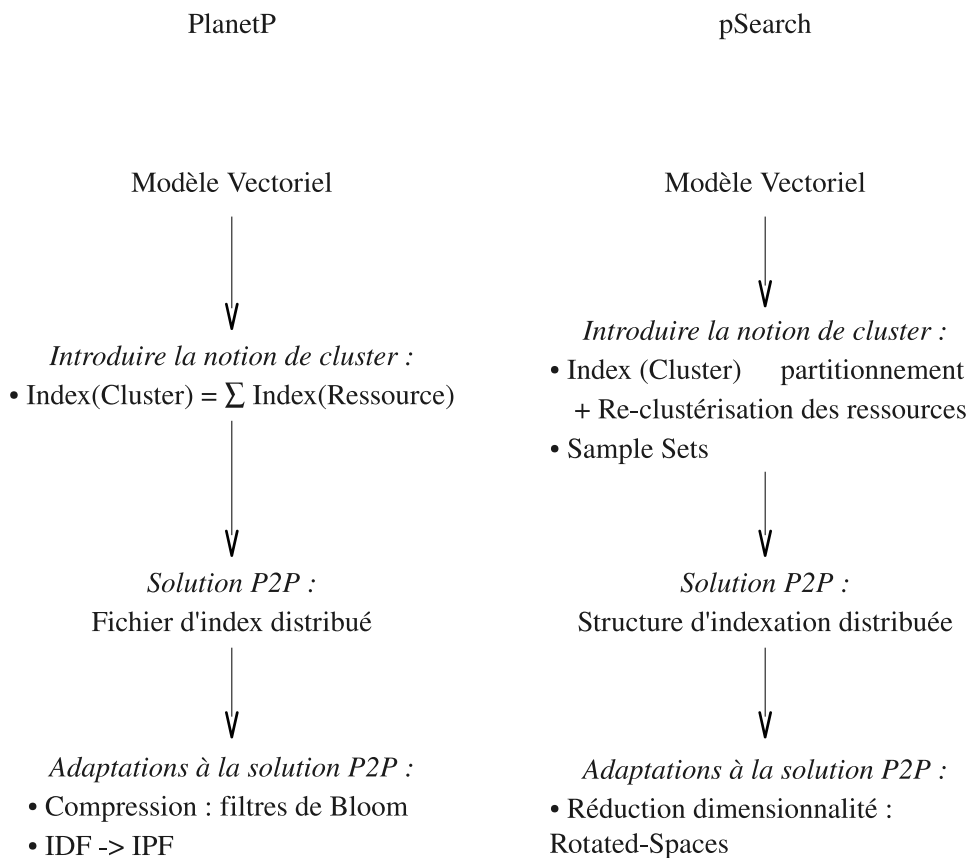 PlanetP
Modèle Vectoriel
Introduire la notion de cluster :
• Index(Cluster) = ∑ Index(Ressource)
Solution P2P :
Fichier d'index distribué
Adaptations à la solution P2P :
• Compression : filtres de Bloom
• IDF -> IPF
pSearch
Modèle Vectoriel
Introduire la notion de cluster :
• Index (Cluster) partitionnement
+ Re-clustérisation des ressources
• Sample Sets
Solution P2P :
Structure d'indexation distribuée
Adaptations à la solution P2P :
• Réduction dimensionnalité :
Rotated-Spaces